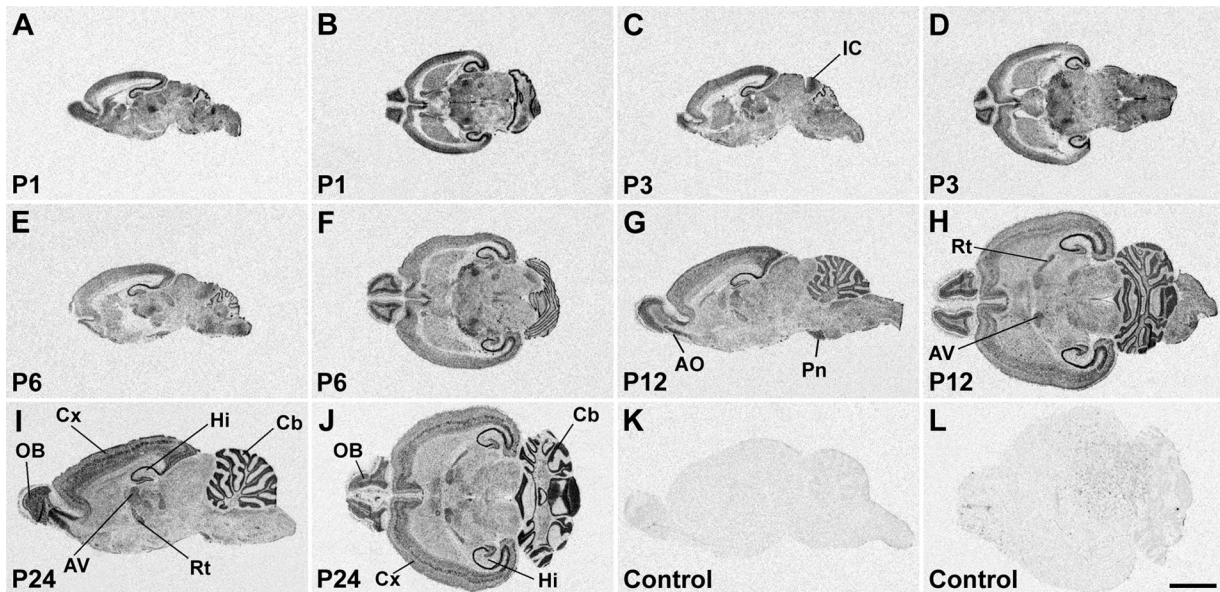 A
B
C
IC
D
P1
P1
P3
P3
E
F
G
H
Rt
AO
Pn
AV
P6
P6
P12
P12
I
Cx
Hi
Cb
OB
J
OB
Cb
K
L
AV
Rt
Cx
Hi
P24
P24
Control
Control